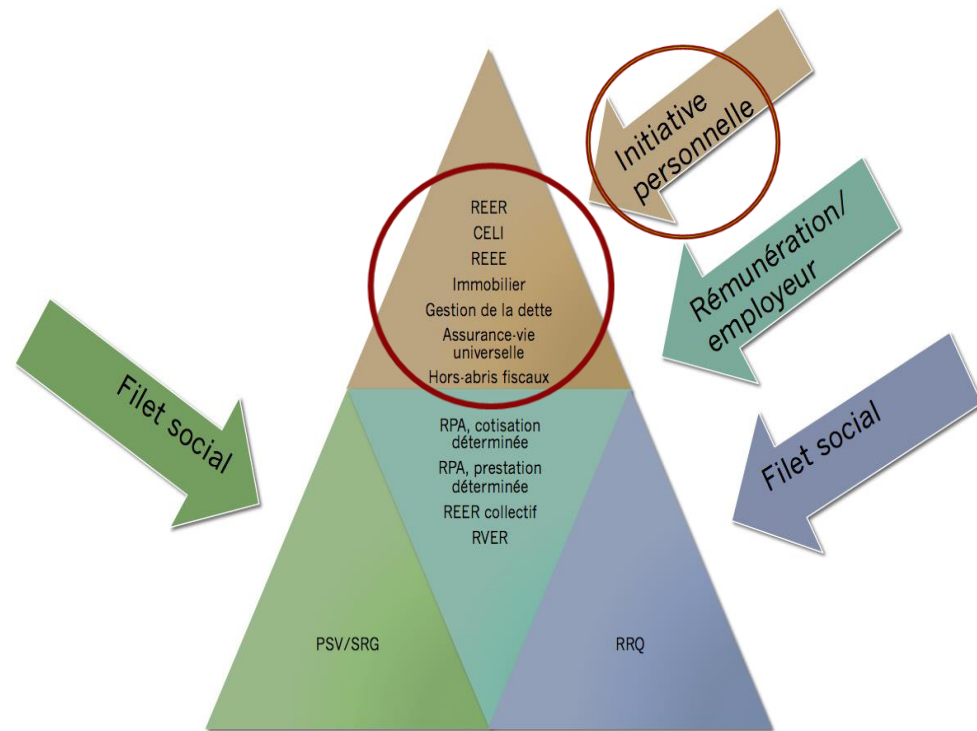 Initiative
personnelle
Rémunération/
employeur
Filet social
Filet social
REER
CELI
REEE
Immobilier
Gestion de la dette
Assurance-vie
universelle
Hors-abris fiscaux
RPA, cotisation
déterminée
RPA, prestation
déterminée
REER collectif
RVER
PSV/SRG
RRQ